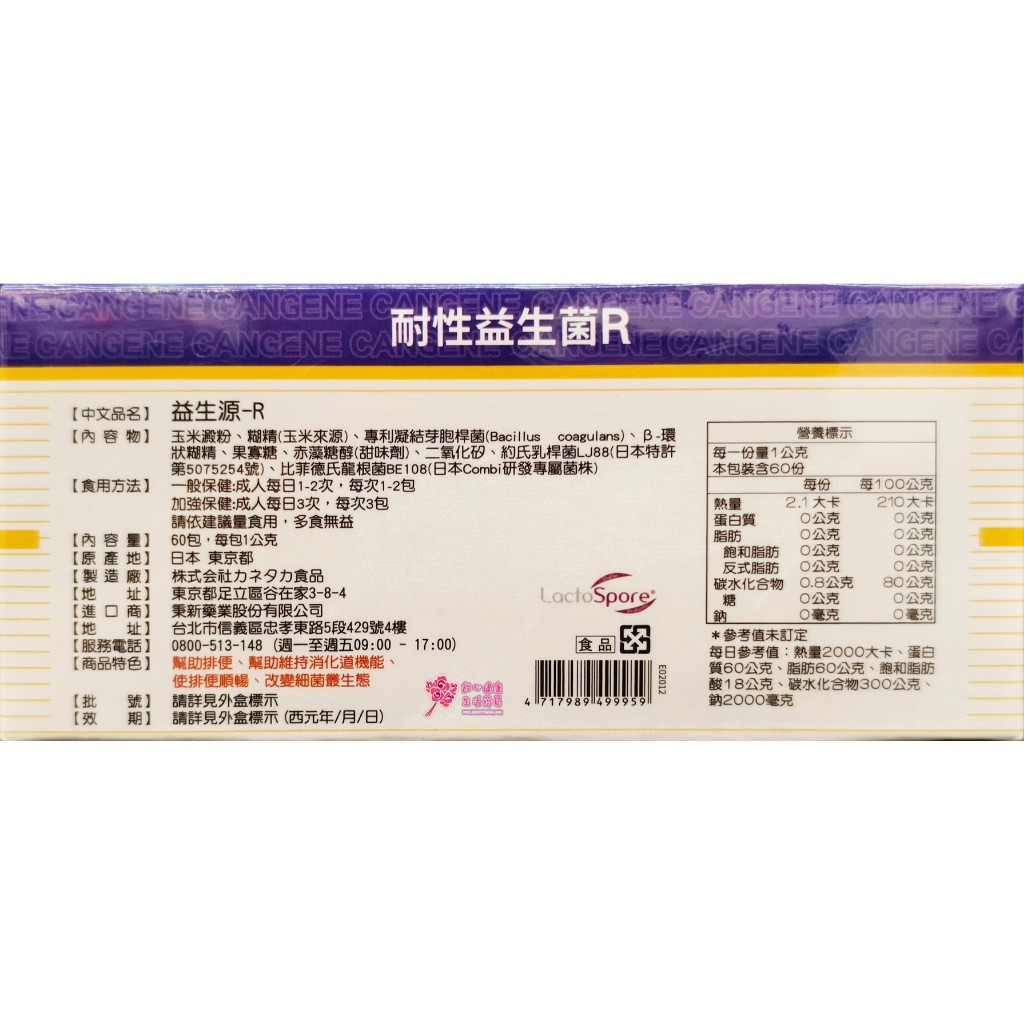 CANGENE CANGENE CANGENE CANGENE CANGENE CANGENE
耐性益生菌R
【中文品名】 益生源-R
【內容物】 玉米澱粉、糊精(玉米來源)、專利凝結芽胞桿菌(Bacillus coagulans)、β-環
狀糊精、果寡糖、赤藻糖醇(甜味劑)、二氧化矽、約氏乳桿菌LJ88(日本特許
第5075254號)、比菲德氏龍根菌BE108(日本Combi研發專屬菌株)
【食用方法】 一般保健:成人每日1-2次，每次1-2包
加強保健:成人每日3次，每次3包
請依建議量食用，多食無益
【內容量】 60包，每包1公克
【原產地】 日本 東京都
【製造廠】 株式会社カネタカ食品
【地址】 東京都足立區谷在家3-8-4
【進口商】 秉新藥業股份有限公司
【地址】 台北市信義區忠孝東路5段429號4樓
【服務電話】 0800-513-148 (週一至週五09:00 - 17:00)
【商品特色】 幫助排便、幫助維持消化道機能、
使排便順暢、改變細菌叢生態
【批號】 請詳見外盒標示
【效期】 請詳見外盒標示 (西元年/月/日)
LactoSpore®
食品
E02012
4 717989 499959
營養標示
每一份量1公克
本包裝含60份
每份 每100公克
熱量 2.1大卡 210大卡
蛋白質 0公克 0公克
脂肪 0公克 0公克
飽和脂肪 0公克 0公克
反式脂肪 0公克 0公克
碳水化合物 0.8公克 80公克
糖 0公克 0公克
鈉 0毫克 0毫克
＊參考值未訂定
每日參考值：熱量2000大卡、蛋白
質60公克、脂肪60公克、飽和脂肪
酸18公克、碳水化合物300公克、
鈉2000毫克